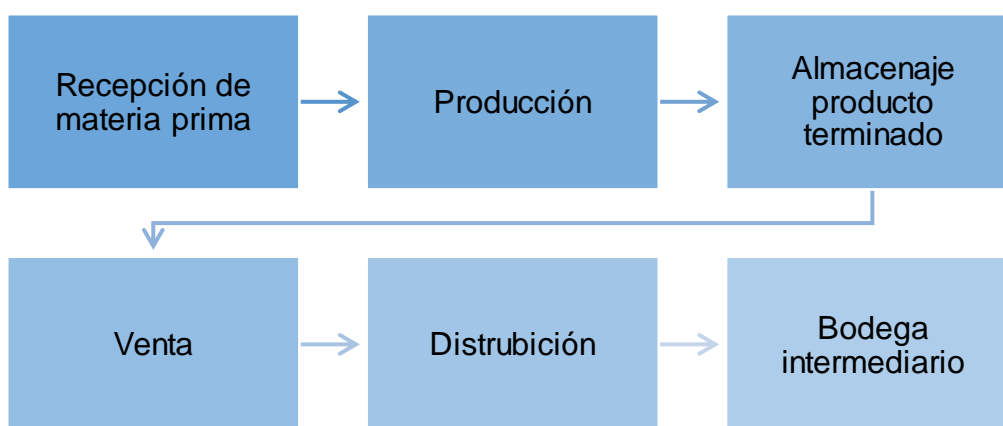 Recepción de
materia prima
Producción
Almacenaje
producto
terminado
Venta
Distrubición
Bodega
intermediario